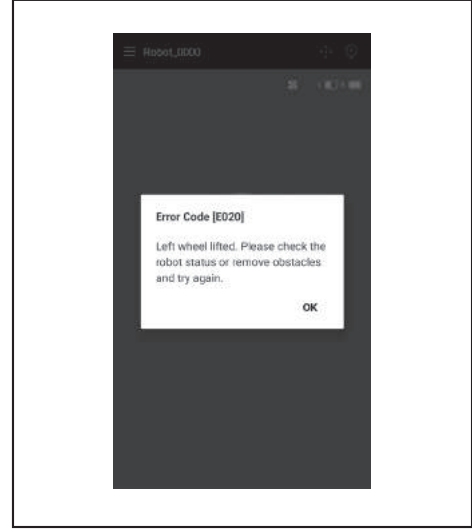 Robot_0000
Error Code [E020]
Left wheel lifted. Please check the
robot status or remove obstacles
and try again.
OK